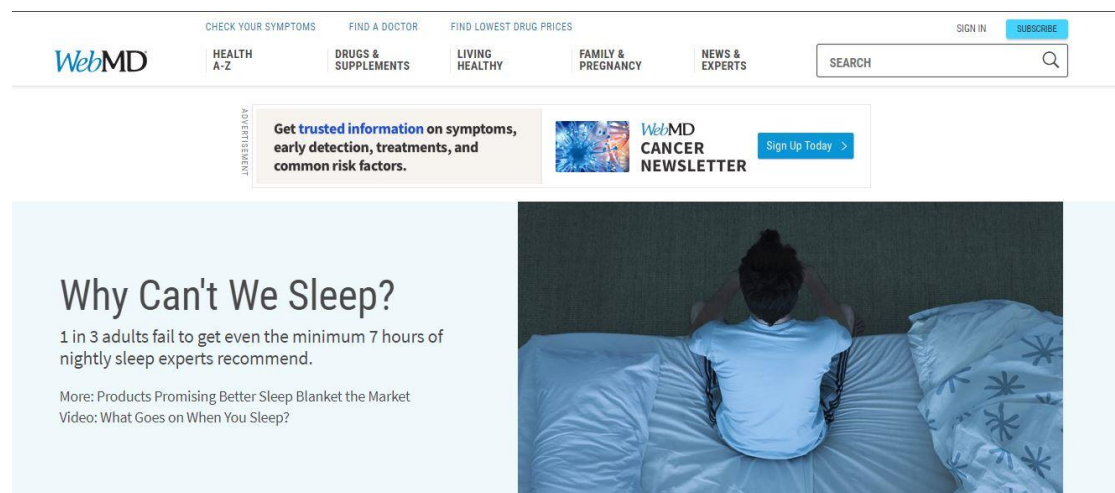 CHECK YOUR SYMPTOMS FIND A DOCTOR FIND LOWEST DRUG PRICES SIGN IN SUBSCRIBE
WebMD
HEALTH
A-Z
DRUGS &
SUPPLEMENTS
LIVING
HEALTHY
FAMILY &
PREGNANCY
NEWS &
EXPERTS
SEARCH
ADVERTISEMENT
Get trusted information on symptoms,
early detection, treatments, and
common risk factors.
WebMD
CANCER
NEWSLETTER
Sign Up Today >
Why Can't We Sleep?
1 in 3 adults fail to get even the minimum 7 hours of
nightly sleep experts recommend.
More: Products Promising Better Sleep Blanket the Market
Video: What Goes on When You Sleep?